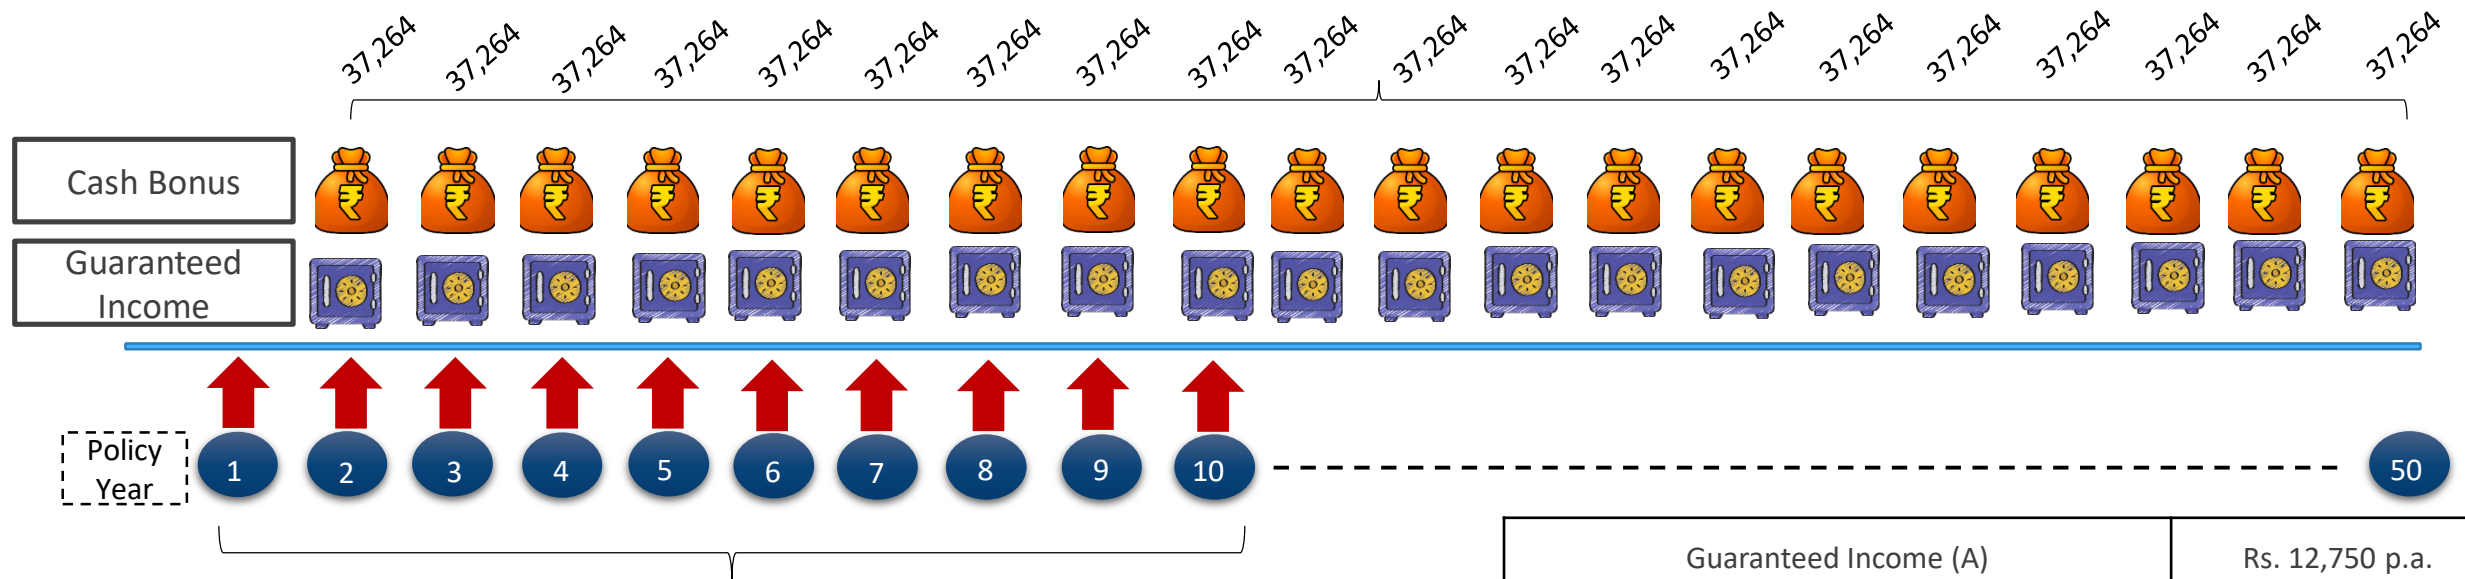 37,264 37,264 37,264 37,264 37,264 37,264 37,264 37,264 37,264 37,264 37,264 37,264 37,264 37,264 37,264 37,264 37,264 37,264 37,264
Cash Bonus
₹ ₹ ₹ ₹ ₹ ₹ ₹ ₹ ₹ ₹ ₹ ₹ ₹ ₹ ₹ ₹ ₹ ₹ ₹
Guaranteed
Income
Policy
Year
1 2 3 4 5 6 7 8 9 10 50
Guaranteed Income (A) Rs. 12,750 p.a.